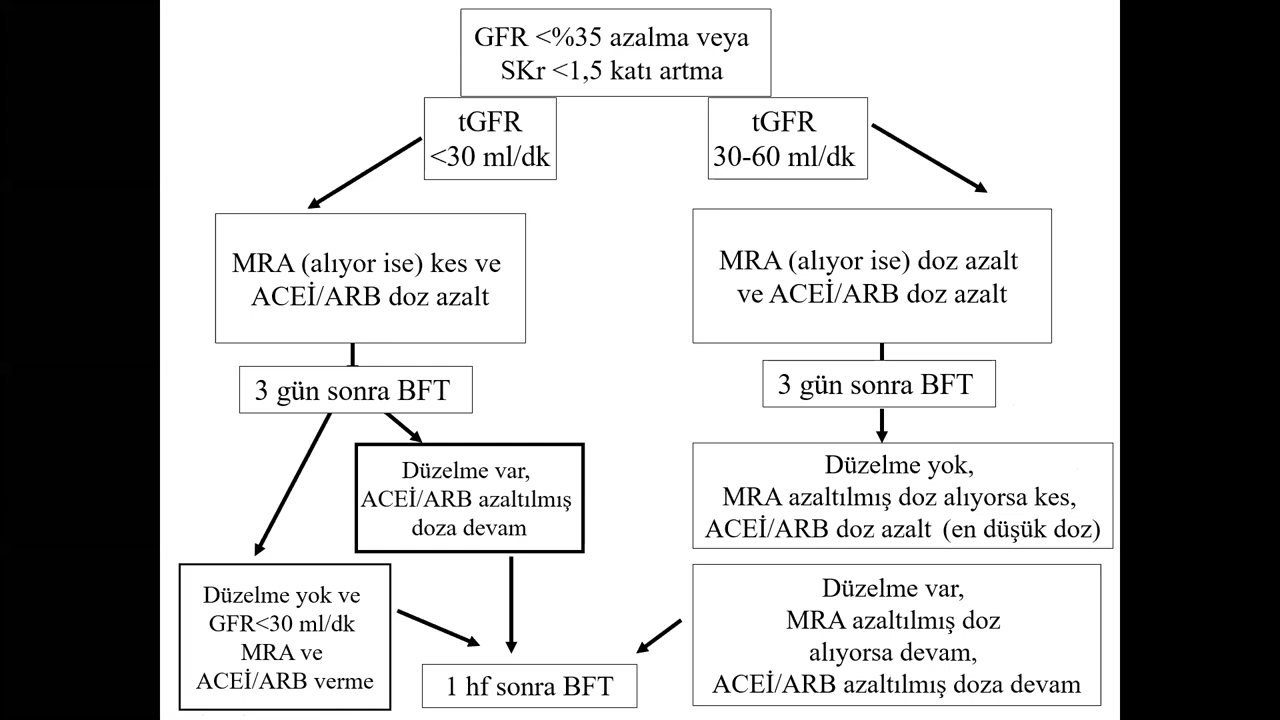 GFR <%35 azalma veya
SKr <1,5 katı artma
tGFR
<30 ml/dk
tGFR
30-60 ml/dk
MRA (alıyor ise) kes ve
ACEİ/ARB doz azalt
MRA (alıyor ise) doz azalt
ve ACEİ/ARB doz azalt
3 gün sonra BFT
3 gün sonra BFT
Düzelme var,
ACEİ/ARB azaltılmış
doza devam
Düzelme yok,
MRA azaltılmış doz alıyorsa kes,
ACEİ/ARB doz azalt (en düşük doz)
Düzelme yok ve
GFR<30 ml/dk
MRA ve
ACEİ/ARB verme
Düzelme var,
MRA azaltılmış doz
alıyorsa devam,
ACEİ/ARB azaltılmış doza devam
1 hf sonra BFT